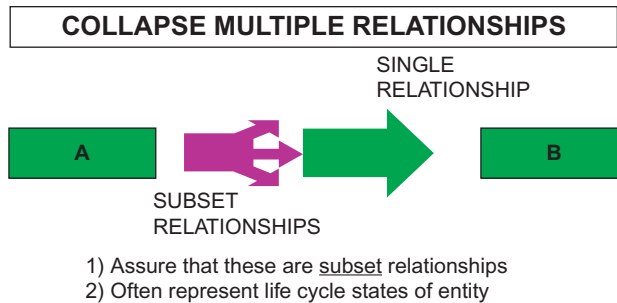 COLLAPSE MULTIPLE RELATIONSHIPS
SINGLE
RELATIONSHIP
A
B
SUBSET
RELATIONSHIPS
1) Assure that these are subset relationships
2) Often represent life cycle states of entity